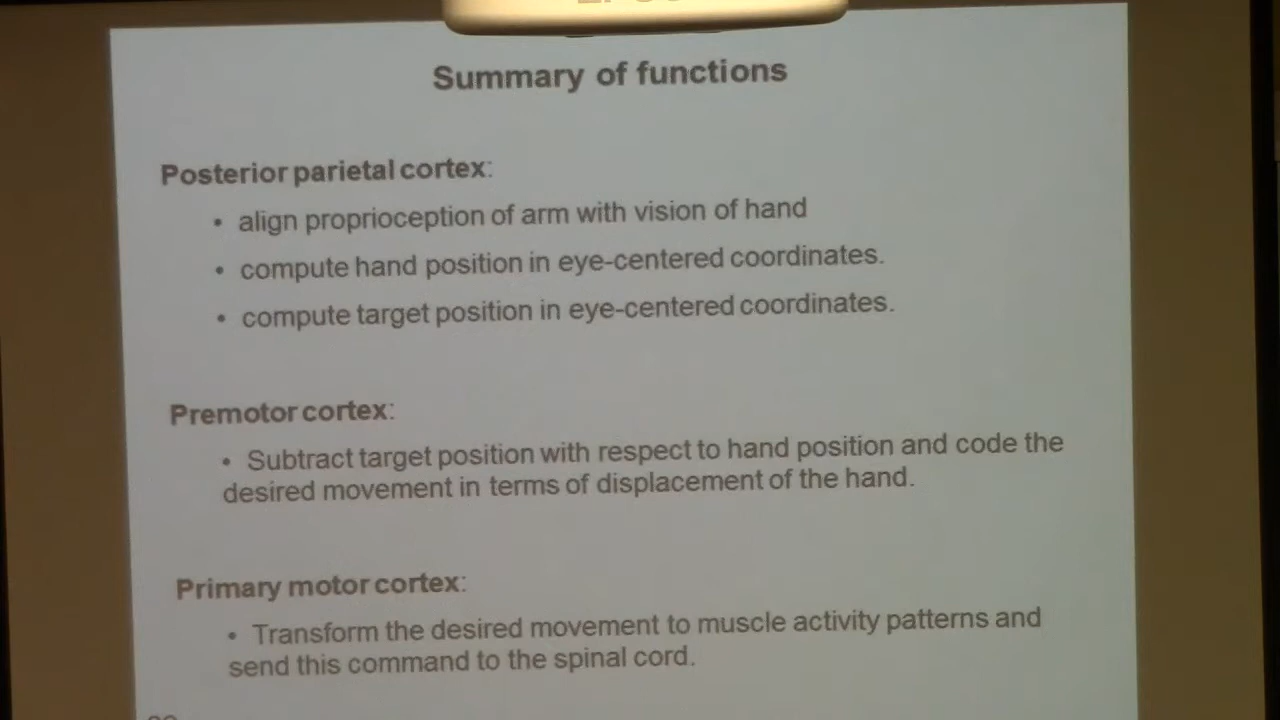 Summary of functions
Posterior parietal cortex:
• align proprioception of arm with vision of hand
• compute hand position in eye-centered coordinates.
• compute target position in eye-centered coordinates.
Premotor cortex:
• Subtract target position with respect to hand position and code the
desired movement in terms of displacement of the hand.
Primary motor cortex:
• Transform the desired movement to muscle activity patterns and
send this command to the spinal cord.